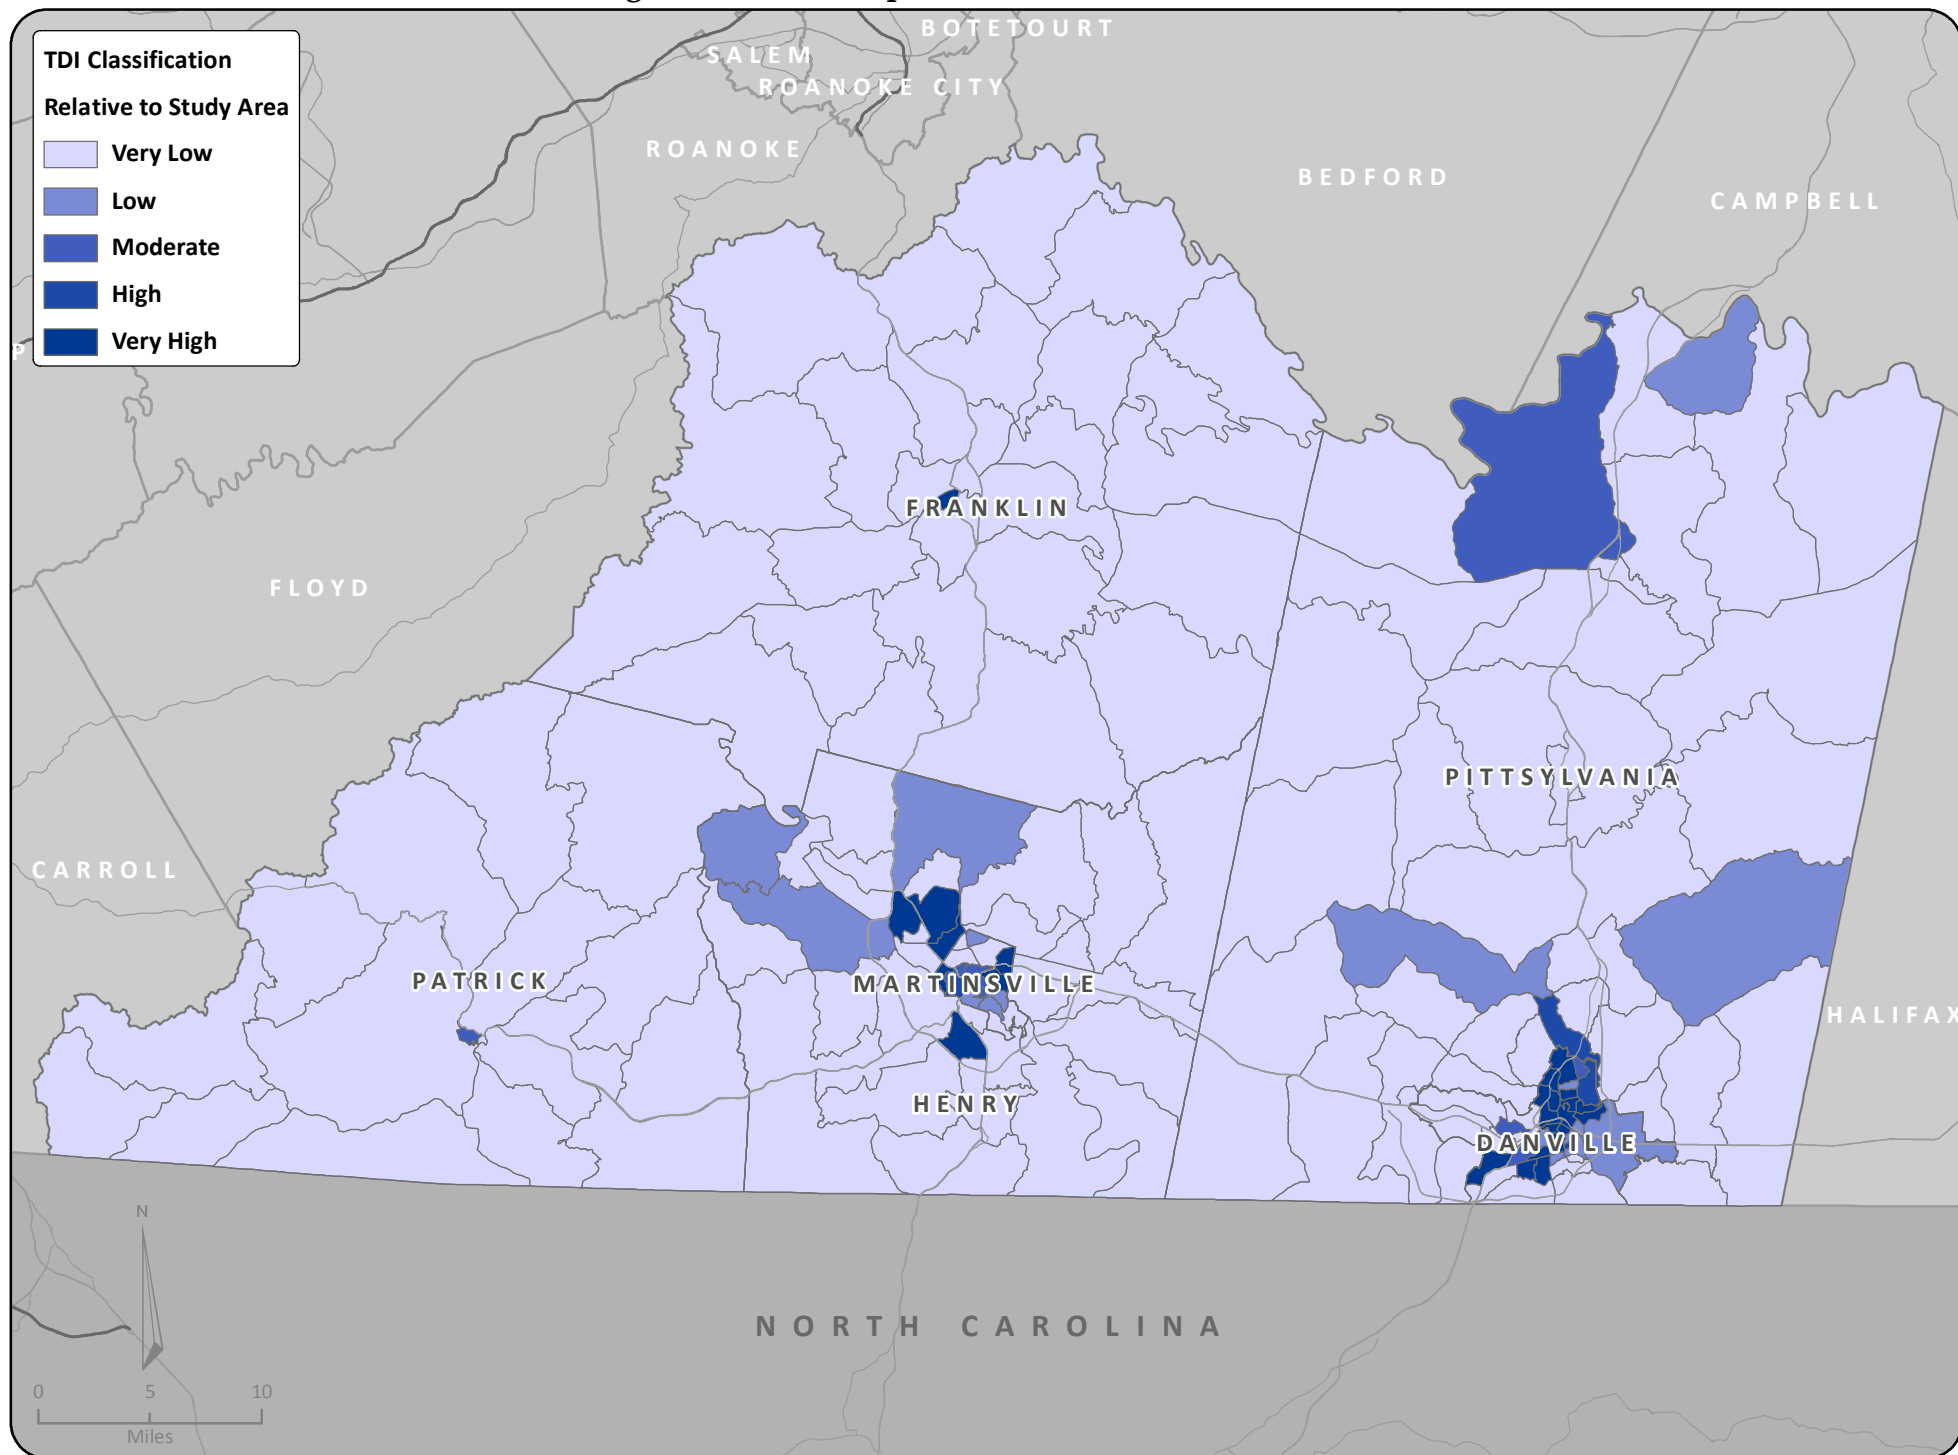 BOTETOURT
SALEM
ROANOKE CITY
ROANOKE
BEDFORD
CAMPBELL
TDI Classification
Relative to Study Area
Very Low
Low
Moderate
High
Very High
P
FRANKLIN
FLOYD
PITTSYLVANIA
CARROLL
PATRICK
MARTINSVILLE
HALIFAX
HENRY
DANVILLE
NORTH CAROLINA
N
0 5 10
Miles